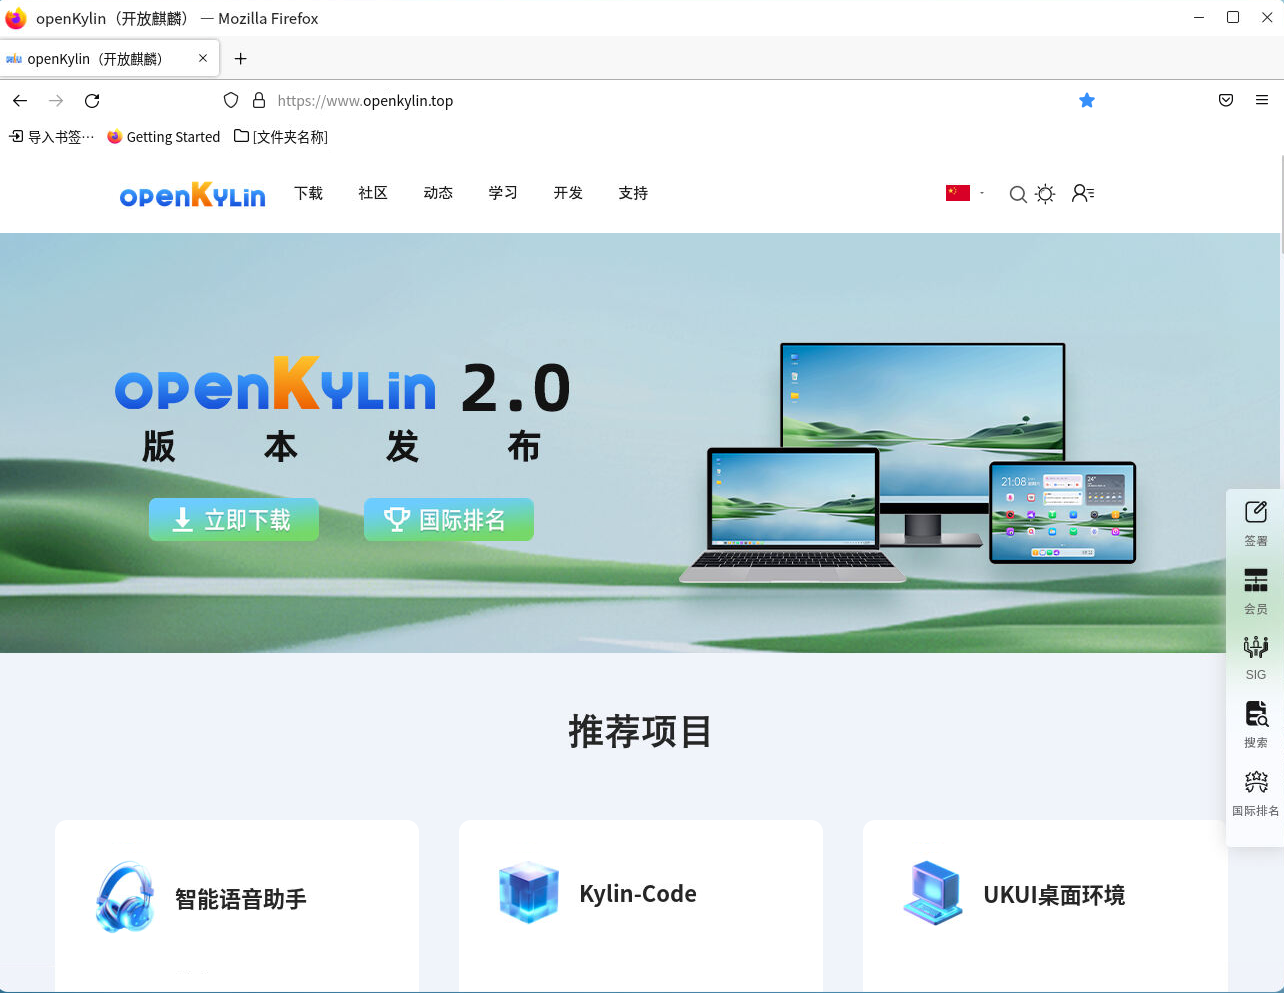 openKylin（开放麒麟） — Mozilla Firefox
openKylin（开放麒麟）
https://www.openkylin.top
导入书签… Getting Started [文件夹名称]
openKylin 下载 社区 动态 学习 开发 支持
openKylin 2.0
版本发布
立即下载 国际排名
21:08
24°
签署
会员
SIG
搜索
国际排名
推荐项目
智能语音助手 Kylin-Code UKUI桌面环境